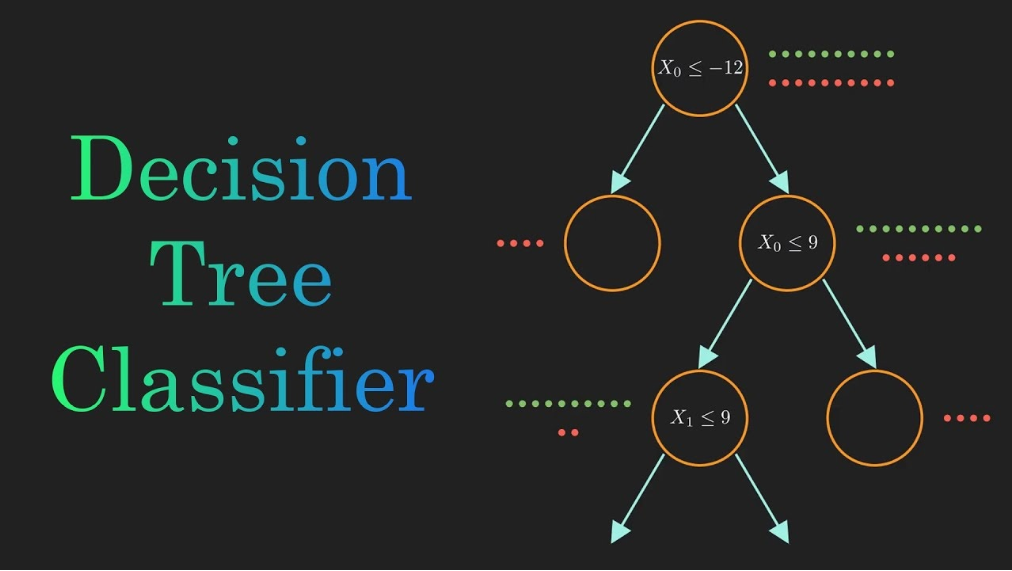 Decision
Tree
Classifier
X₀ ≤ −12
X₀ ≤ 9
X₁ ≤ 9